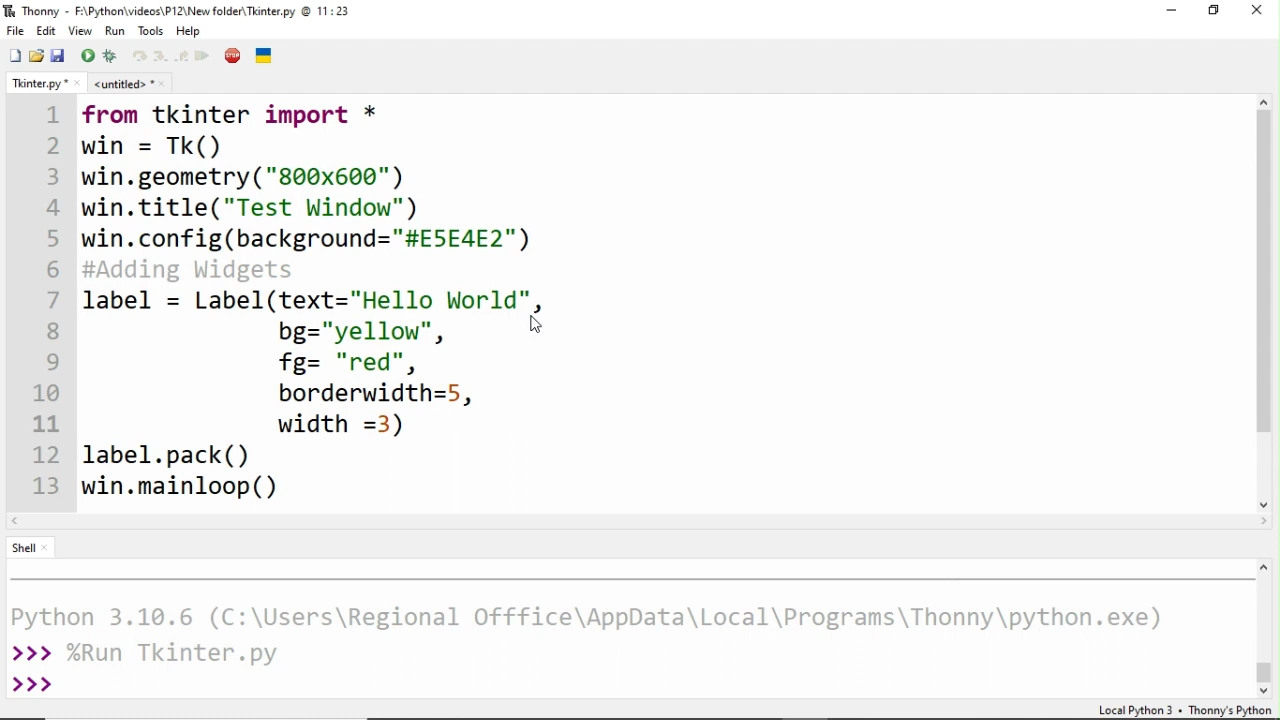 Thonny - F:\Python\videos\P12\New folder\Tkinter.py @ 11:23
File Edit View Run Tools Help
STOP
Tkinter.py * × <untitled> * ×
1 from tkinter import *
2 win = Tk()
3 win.geometry("800x600")
4 win.title("Test Window")
5 win.config(background="#E5E4E2")
6 #Adding Widgets
7 label = Label(text="Hello World",
8 bg="yellow",
9 fg= "red",
10 borderwidth=5,
11 width =3)
12 label.pack()
13 win.mainloop()
Shell ×
Python 3.10.6 (C:\Users\Regional Offfice\AppData\Local\Programs\Thonny\python.exe)
>>> %Run Tkinter.py
>>>
Local Python 3 • Thonny's Python